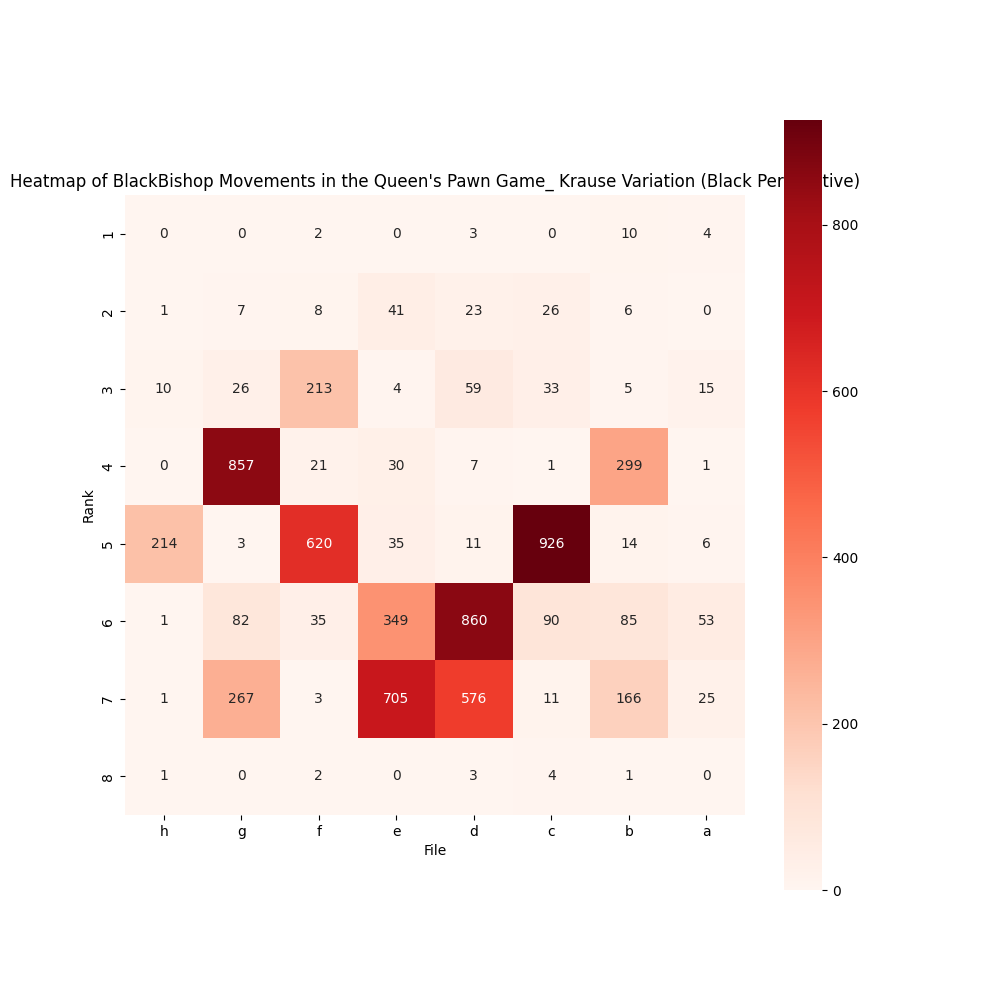 Heatmap of BlackBishop Movements in the Queen's Pawn Game_ Krause Variation (Black Per tive)
1 0 0 2 0 3 0 10 4
2 1 7 8 41 23 26 6 0
3 10 26 213 4 59 33 5 15
4 0 857 21 30 7 1 299 1
5 214 3 620 35 11 926 14 6
6 1 82 35 349 860 90 85 53
7 1 267 3 705 576 11 166 25
8 1 0 2 0 3 4 1 0
h g f e d c b a
File
Rank
800
600
400
200
0